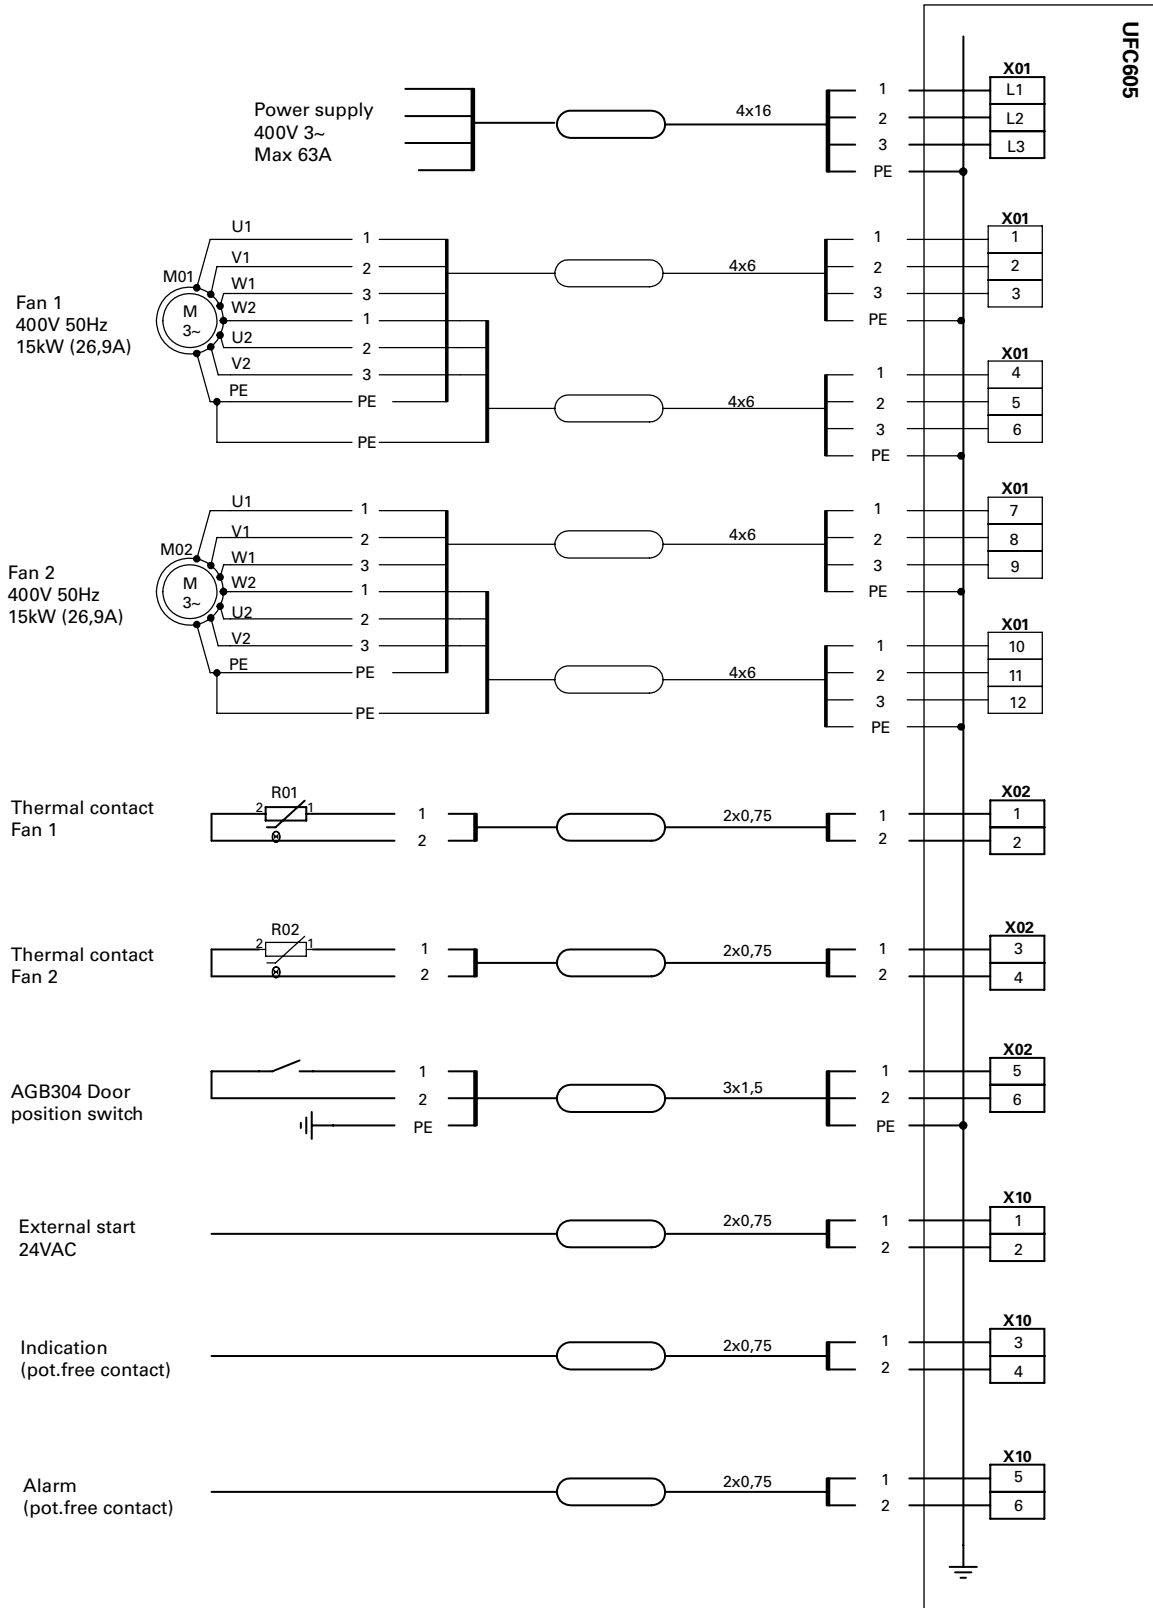 UFC605
X01
Power supply
400V 3~
Max 63A
4x16
1 L1
2 L2
3 L3
PE
X01
Fan 1
400V 50Hz
15kW (26,9A)
M01
M
3~
U1 1
V1 2
W1 3
W2 1
U2 2
V2 3
PE PE
PE
4x6
1 1
2 2
3 3
PE
X01
4x6
1 4
2 5
3 6
PE
X01
Fan 2
400V 50Hz
15kW (26,9A)
M02
M
3~
U1 1
V1 2
W1 3
W2 1
U2 2
V2 3
PE PE
PE
4x6
1 7
2 8
3 9
PE
X01
4x6
1 10
2 11
3 12
PE
X02
Thermal contact
Fan 1
R01
2 1
Θ
1
2
2x0,75
1 1
2 2
X02
Thermal contact
Fan 2
R02
2 1
Θ
1
2
2x0,75
1 3
2 4
X02
AGB304 Door
position switch
1
2
PE
3x1,5
1 5
2 6
PE
X10
External start
24VAC
2x0,75
1 1
2 2
X10
Indication
(pot.free contact)
2x0,75
1 3
2 4
X10
Alarm
(pot.free contact)
2x0,75
1 5
2 6